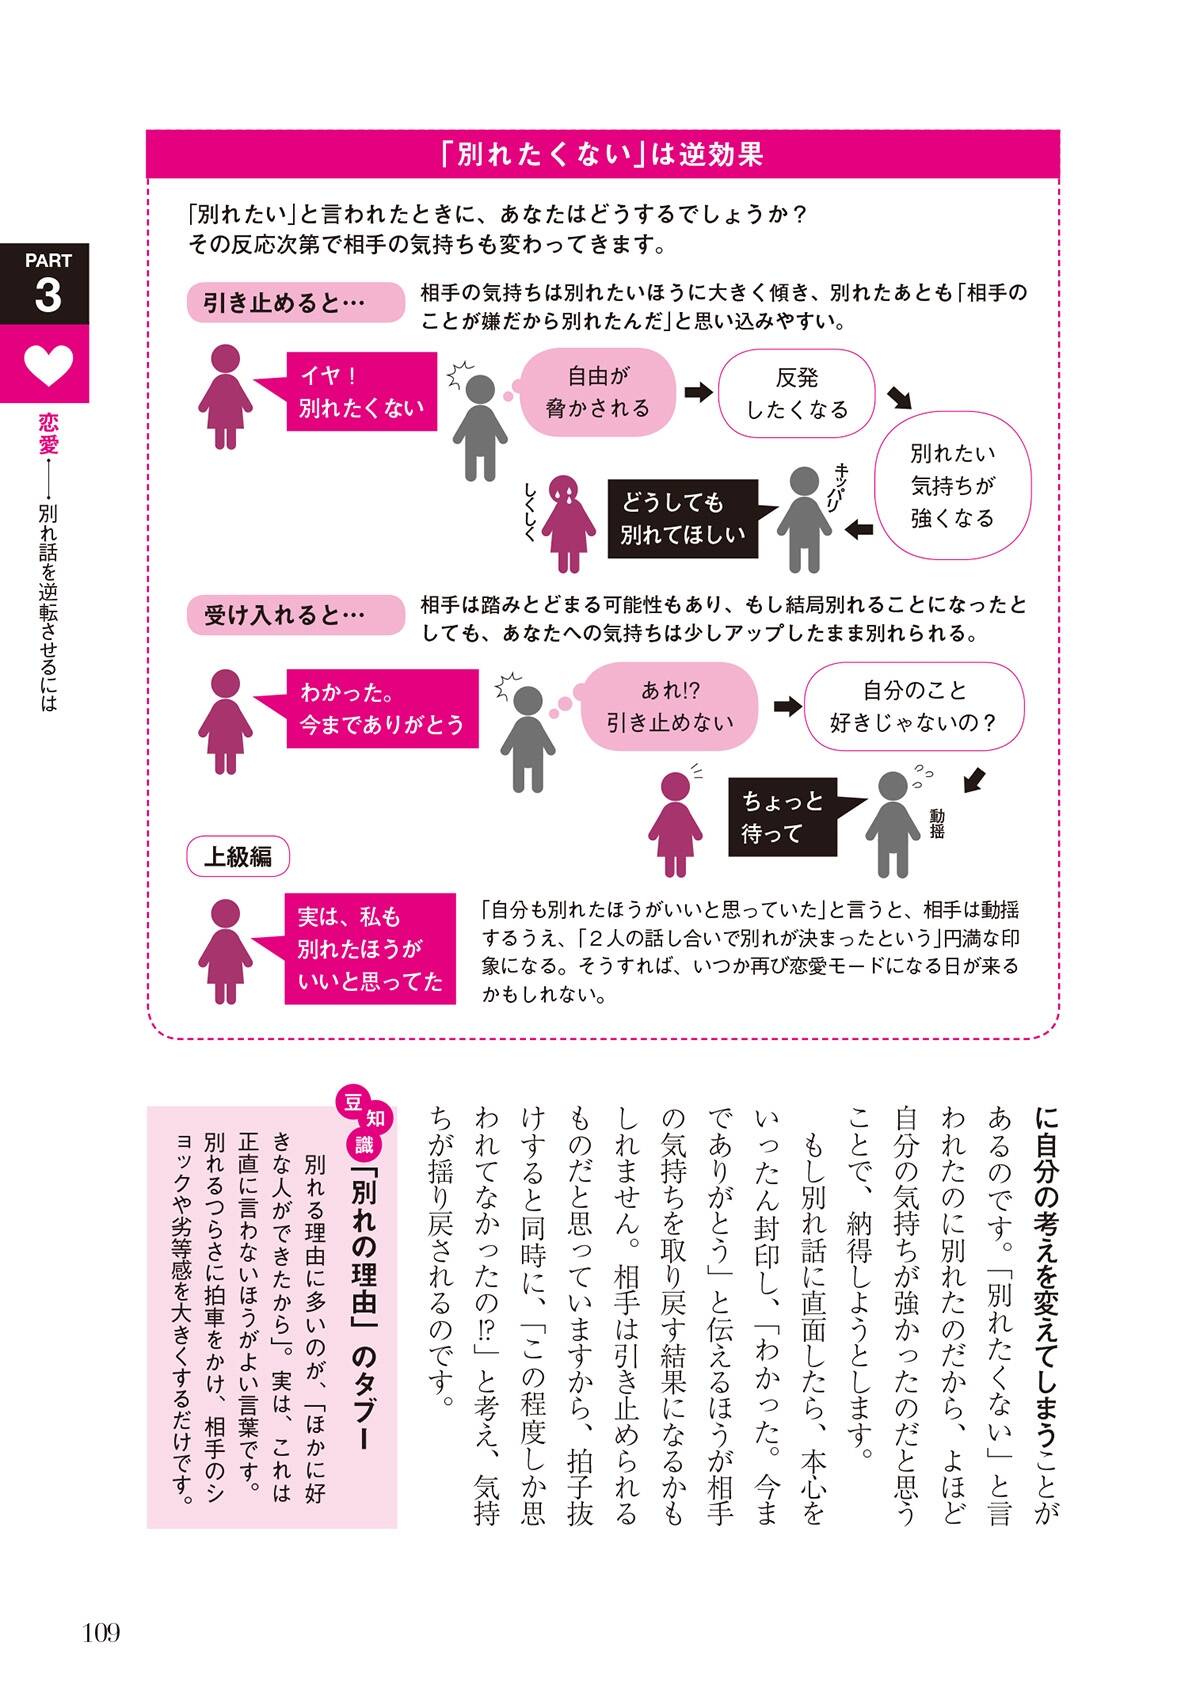 「別れたくない」は逆効果
「別れたい」と言われたときに、あなたはどうするでしょうか？
その反応次第で相手の気持ちも変わってきます。
PART
3
恋愛――別れ話を逆転させるには
引き止めると…
相手の気持ちは別れたいほうに大きく傾き、別れたあとも「相手の
ことが嫌だから別れたんだ」と思い込みやすい。
イヤ！
別れたくない
自由が
脅かされる
反発
したくなる
別れたい
気持ちが
強くなる
キッパリ
どうしても
別れてほしい
しくしく
受け入れると…
相手は踏みとどまる可能性もあり、もし結局別れることになったと
しても、あなたへの気持ちは少しアップしたまま別れられる。
わかった。
今までありがとう
あれ!?
引き止めない
自分のこと
好きじゃないの？
動揺
ちょっと
待って
上級編
実は、私も
別れたほうが
いいと思ってた
「自分も別れたほうがいいと思っていた」と言うと、相手は動揺
するうえ、「２人の話し合いで別れが決まったという」円満な印
象になる。そうすれば、いつか再び恋愛モードになる日が来る
かもしれない。
に自分の考えを変えてしまうことが
あるのです。「別れたくない」と言
われたのに別れたのだから、よほど
自分の気持ちが強かったのだと思う
ことで、納得しようとします。
もし別れ話に直面したら、本心を
いったん封印し、「わかった。今ま
でありがとう」と伝えるほうが相手
の気持ちを取り戻す結果になるかも
しれません。相手は引き止められる
ものだと思っていますから、拍子抜
けすると同時に、「この程度しか思
われてなかったの!?」と考え、気持
ちが揺り戻されるのです。
豆知識
「別れの理由」のタブー
別れる理由に多いのが、「ほかに好
きな人ができたから」。実は、これは
正直に言わないほうがよい言葉です。
別れるつらさに拍車をかけ、相手のシ
ョックや劣等感を大きくするだけです。
109